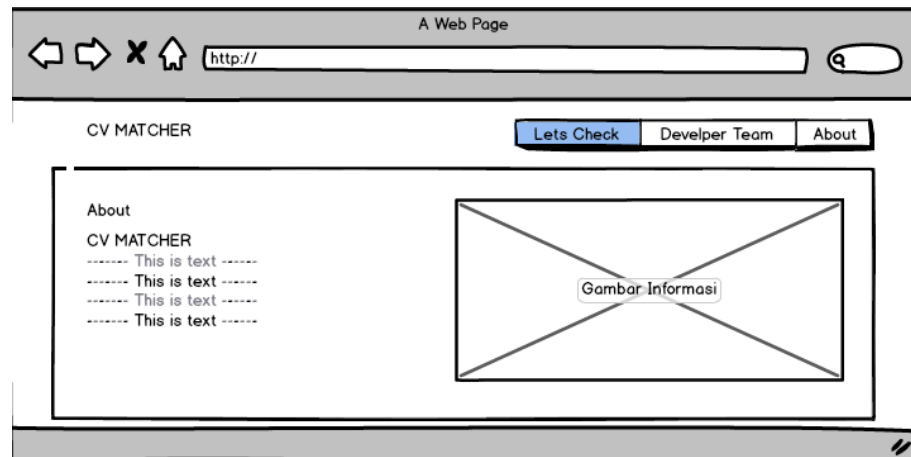 A Web Page
http://
CV MATCHER
Lets Check Develper Team About
About
CV MATCHER
------- This is text ------
------- This is text ------
------- This is text ------
------- This is text ------
Gambar Informasi